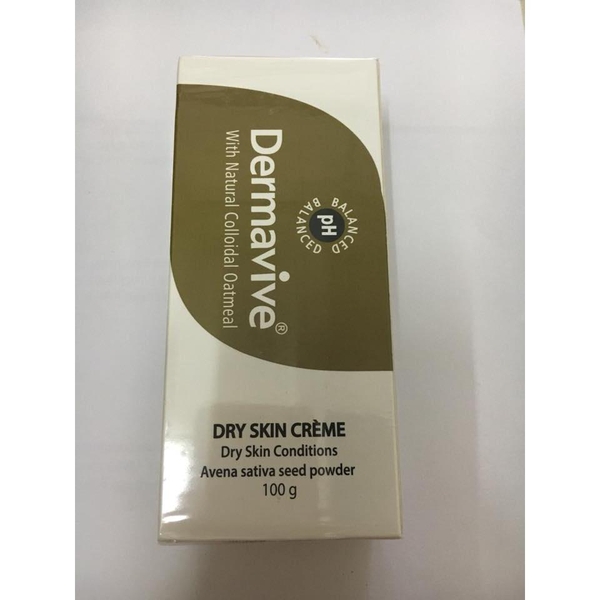 Dermavive®
With Natural Colloidal Oatmeal
BALANCED
pH
BALANCED
DRY SKIN CRÈME
Dry Skin Conditions
Avena sativa seed powder
100 g